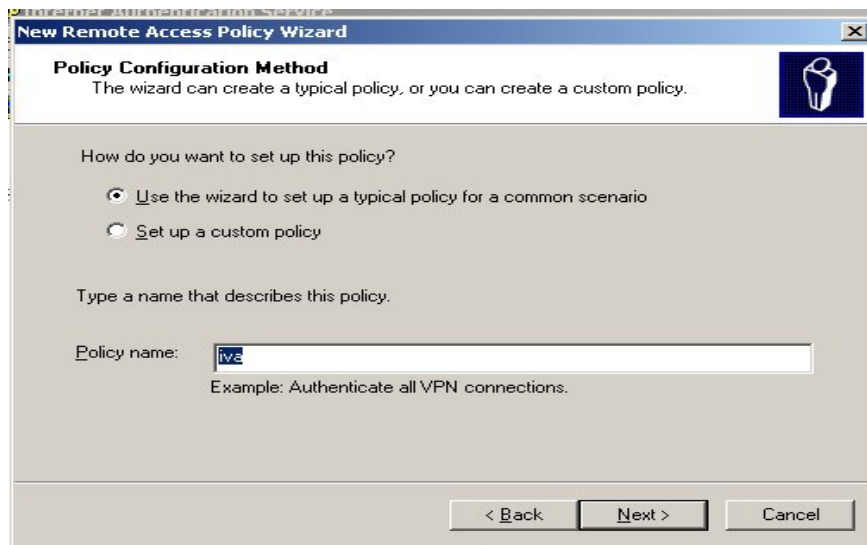 Internet Authentication Service
New Remote Access Policy Wizard
Policy Configuration Method
The wizard can create a typical policy, or you can create a custom policy.
How do you want to set up this policy?
Use the wizard to set up a typical policy for a common scenario
Set up a custom policy
Type a name that describes this policy.
Policy name:
iva
Example: Authenticate all VPN connections.
< Back
Next >
Cancel